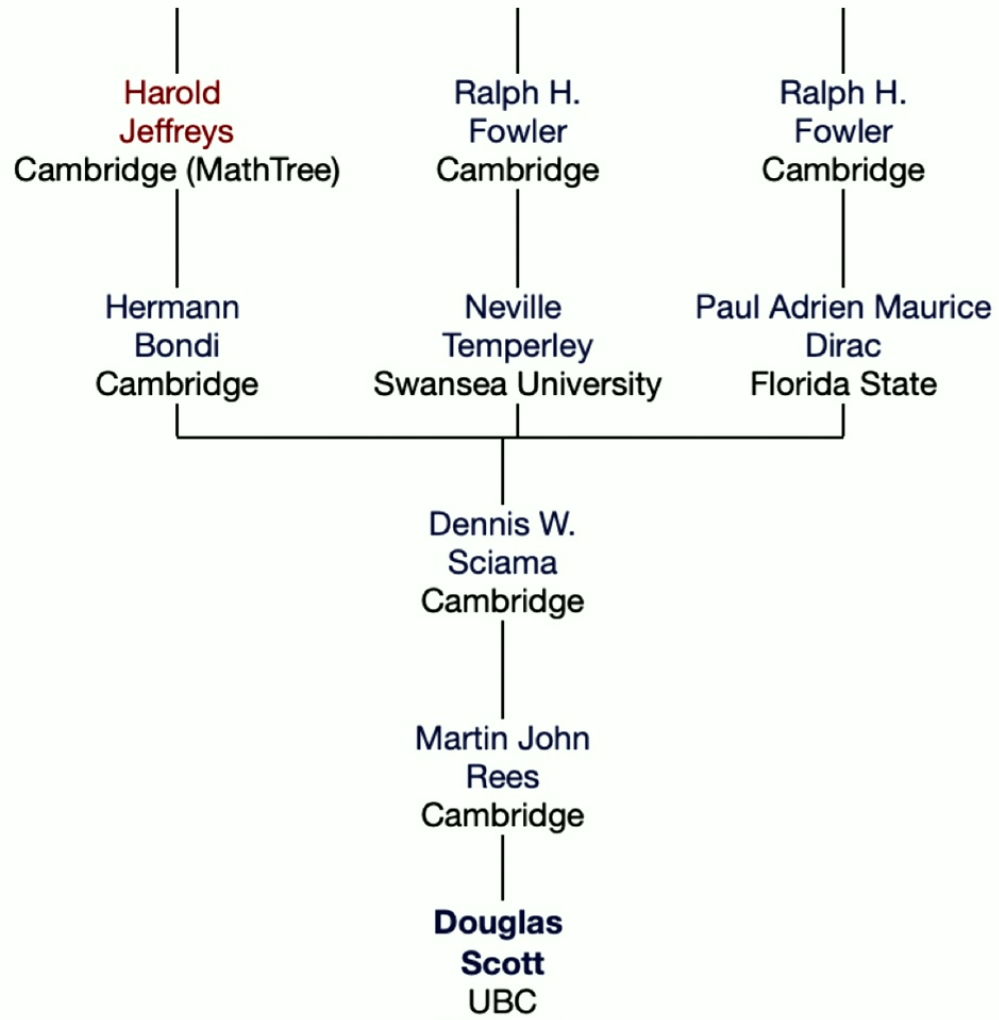 Harold
Jeffreys
Cambridge (MathTree)
Ralph H.
Fowler
Cambridge
Ralph H.
Fowler
Cambridge
Hermann
Bondi
Cambridge
Neville
Temperley
Swansea University
Paul Adrien Maurice
Dirac
Florida State
Dennis W.
Sciama
Cambridge
Martin John
Rees
Cambridge
Douglas
Scott
UBC